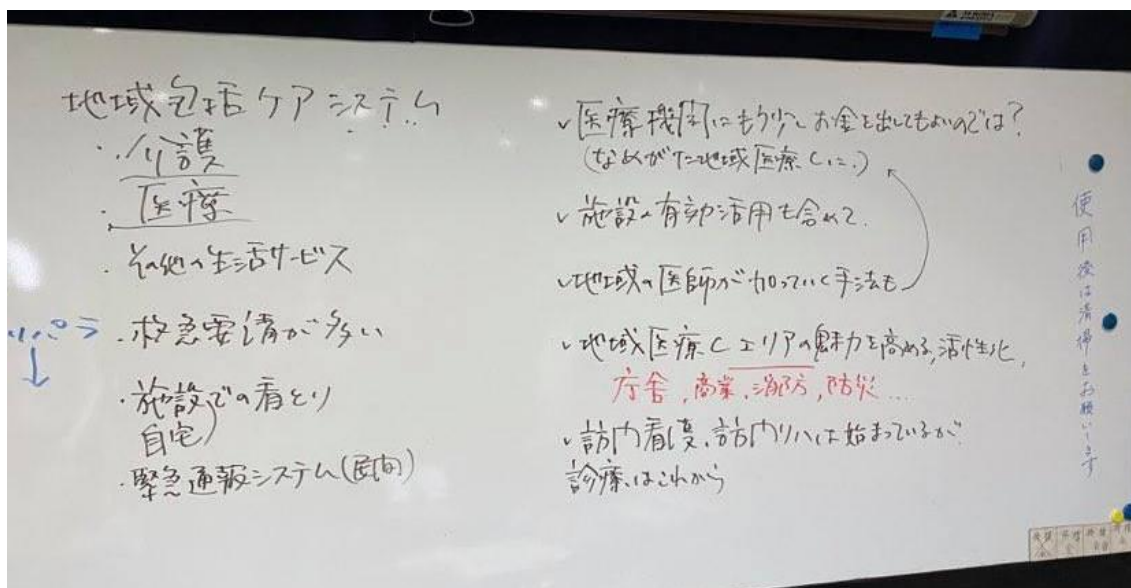 地域包括ケアシステム
・介護
・医療
・その他の生活サービス
・救急要請が多い
・施設での看とり
自宅
・緊急通報システム(民間)
✓医療機関にもう少しお金を出してもよいのでは?
(なめがた地域医療Cに。)
✓施設の有効活用も含めて.
✓地域の医師が加っていく手法も
✓地域医療Cエリアの魅力を高める,活性化,
庁舎,商業,消防,防災....
✓訪問看護、訪問リハは始まっているが
診療はこれから
使用後は清掃をお願いします